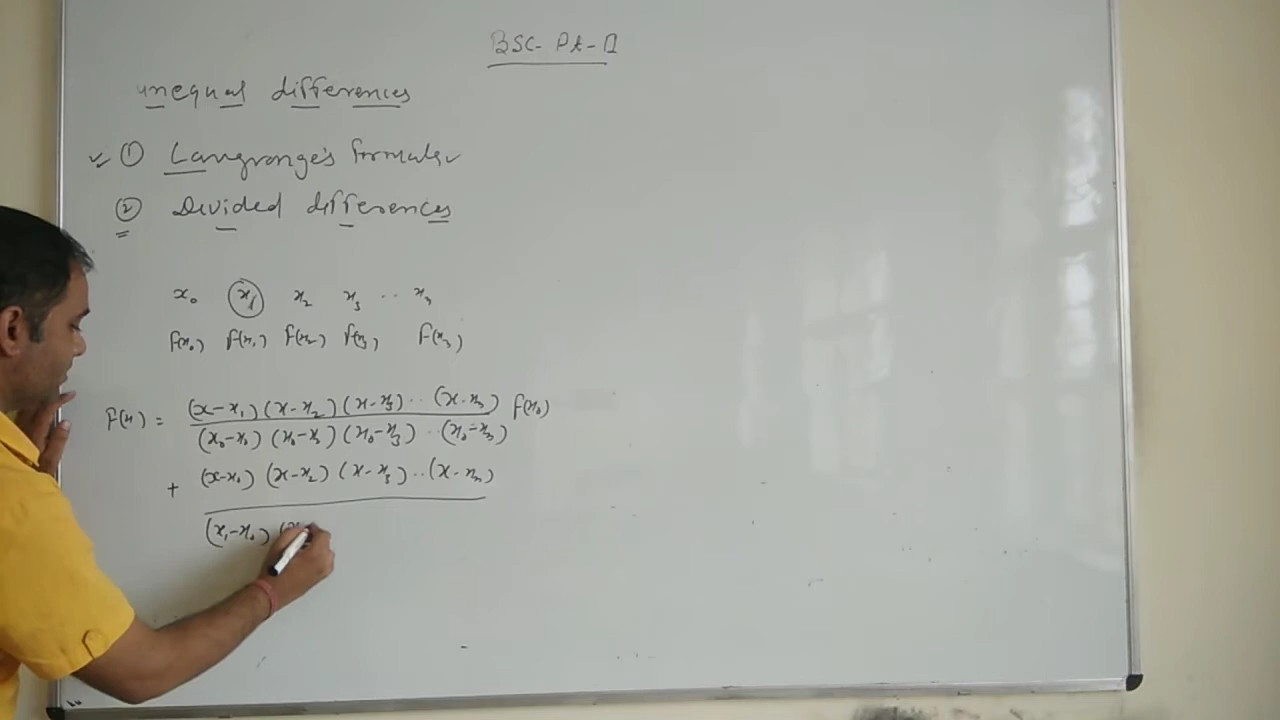 BSC- Pt-II
unequal differences
① Langrange's formula
② Divided differences
x₀ x₁ x₂ x₃ .. xₙ
f(x₀) f(x₁) f(x₂) f(x₃) f(xₙ)
f(x) = (x-x₁) (x-x₂) (x-x₃) .. (x-xₙ) f(x₀)
(x₀-x₀) (x₀-x₃) (x₀-x₃) .. (x₀-xₙ)
+ (x-x₀) (x-x₂) (x-x₃) .. (x-xₙ)
(x₁-x₀) (x